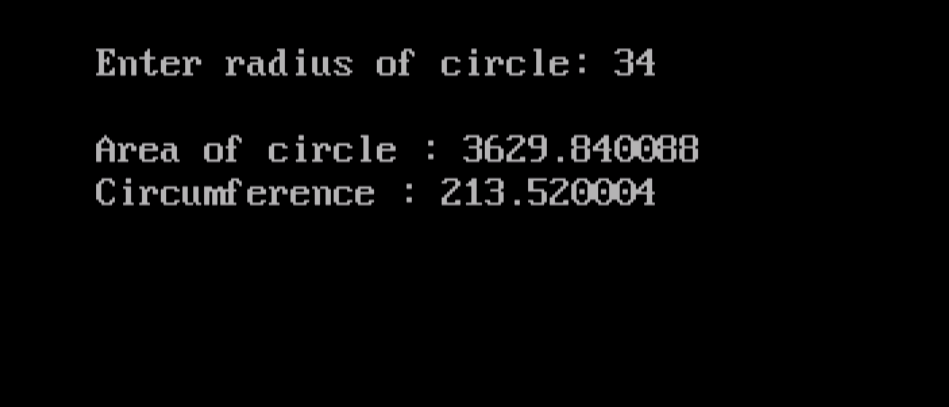 Enter radius of circle: 34
Area of circle : 3629.840088
Circumference : 213.520004